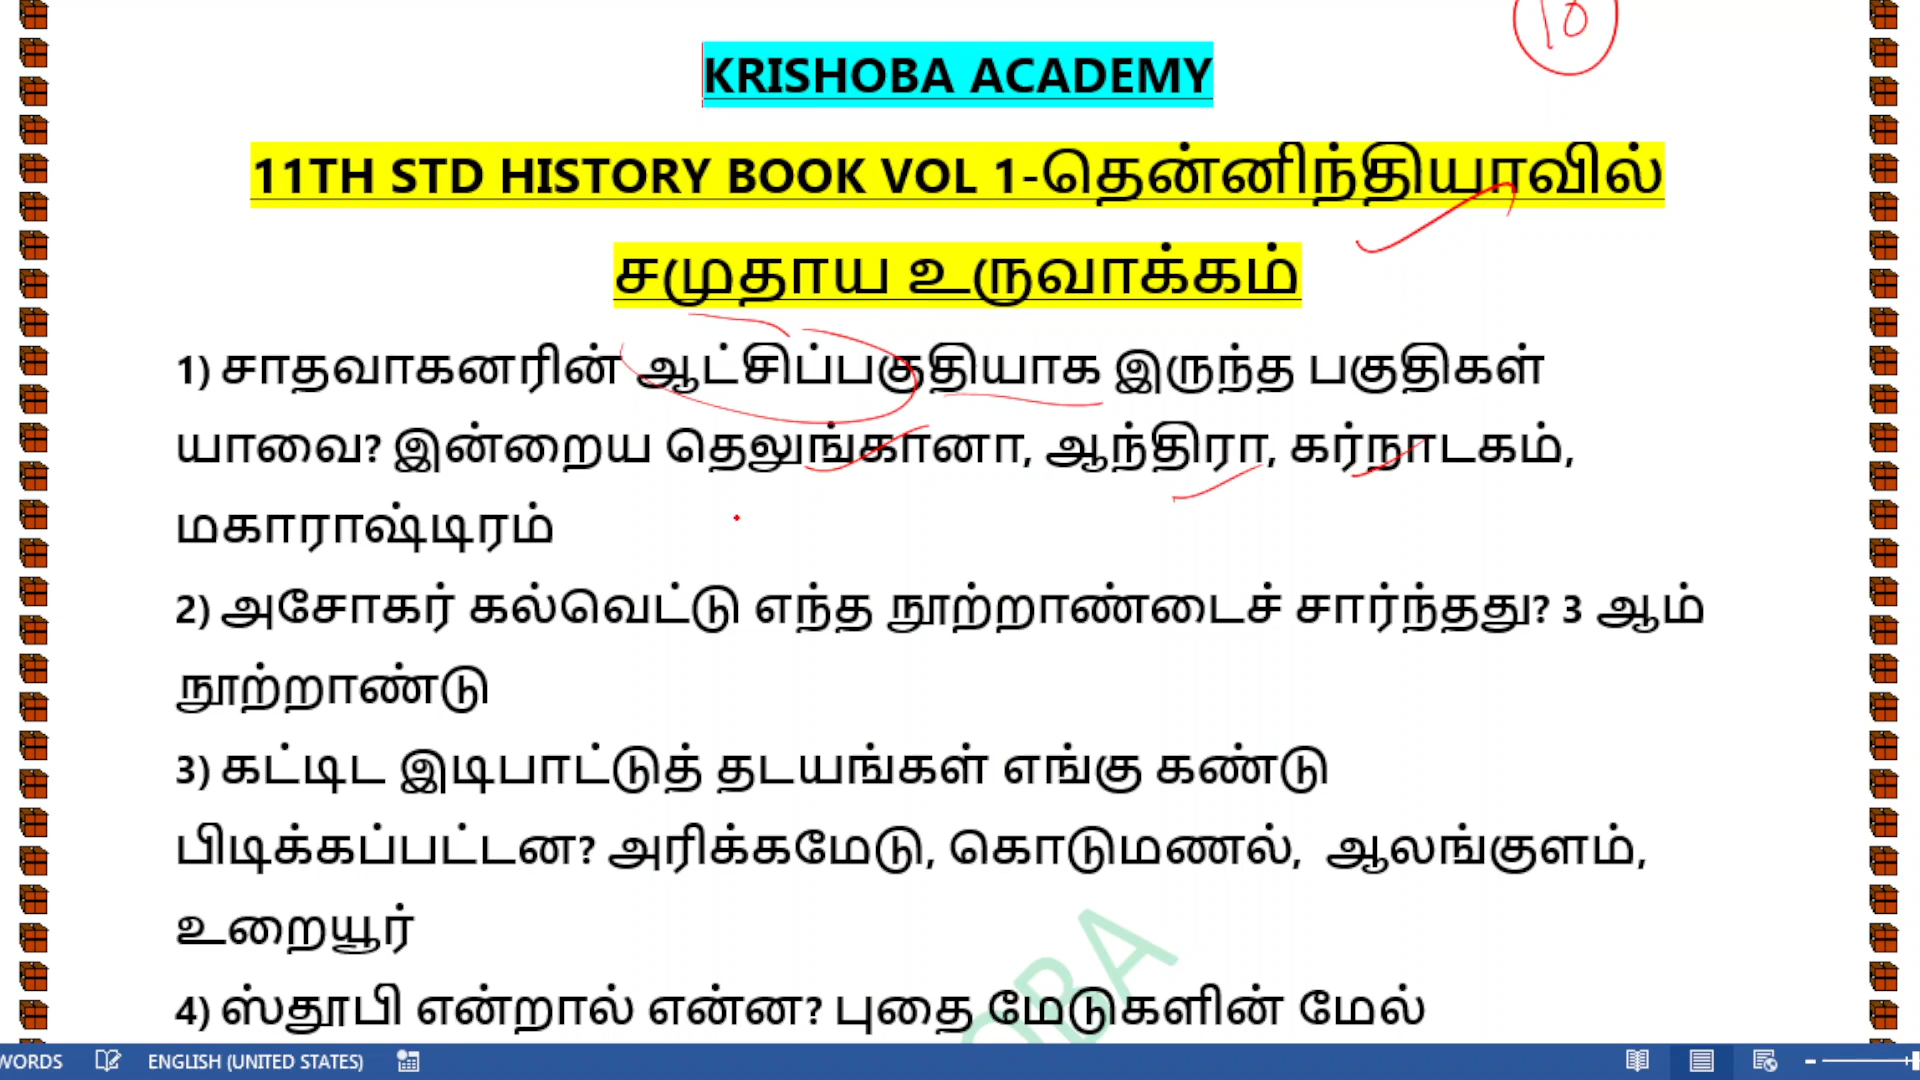 10
KRISHOBA ACADEMY
11TH STD HISTORY BOOK VOL 1-தென்னிந்தியாவில்
சமுதாய உருவாக்கம்
1) சாதவாகனரின் ஆட்சிப்பகுதியாக இருந்த பகுதிகள்
யாவை? இன்றைய தெலுங்கானா, ஆந்திரா, கர்நாடகம்,
மகாராஷ்டிரம்
2) அசோகர் கல்வெட்டு எந்த நூற்றாண்டைச் சார்ந்தது? 3 ஆம்
நூற்றாண்டு
3) கட்டிட இடிபாட்டுத் தடயங்கள் எங்கு கண்டு
பிடிக்கப்பட்டன? அரிக்கமேடு, கொடுமணல், ஆலங்குளம்,
உறையூர்
4) ஸ்தூபி என்றால் என்ன? புதை மேடுகளின் மேல்
OBA
WORDS ENGLISH (UNITED STATES)